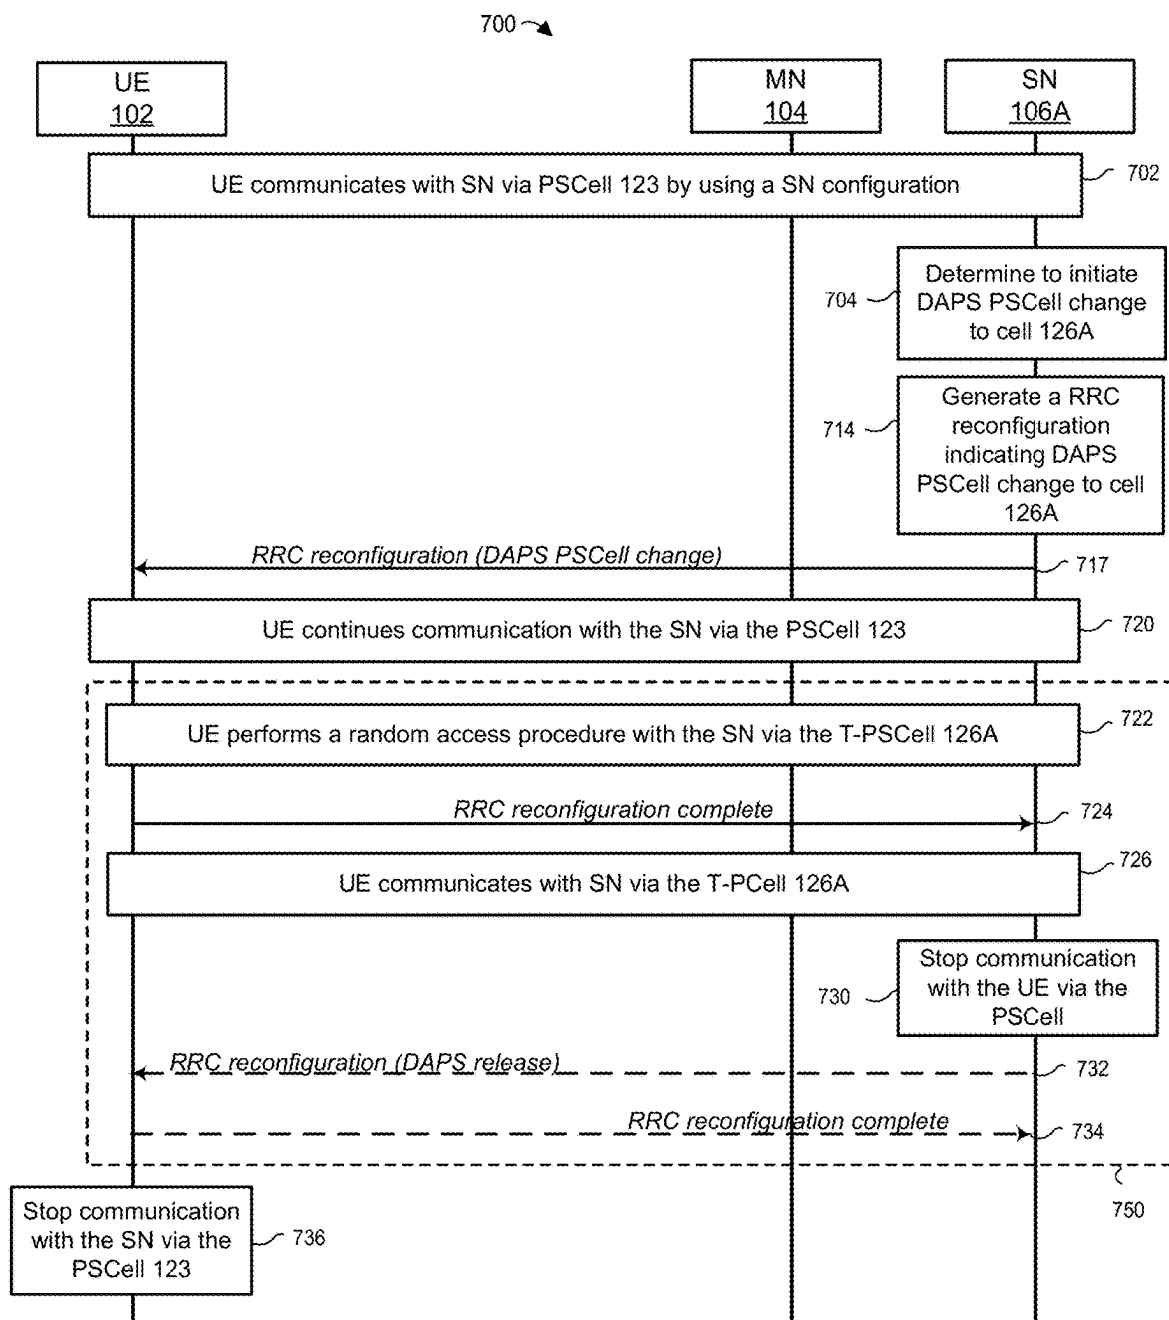 700
UE
102
MN
104
SN
106A
UE communicates with SN via PSCell 123 by using a SN configuration
702
Determine to initiate
DAPS PSCell change
to cell 126A
704
Generate a RRC
reconfiguration
indicating DAPS
PSCell change to cell
126A
714
RRC reconfiguration (DAPS PSCell change)
717
UE continues communication with the SN via the PSCell 123
720
UE performs a random access procedure with the SN via the T-PSCell 126A
722
RRC reconfiguration complete
724
UE communicates with SN via the T-PCell 126A
726
Stop communication
with the UE via the
PSCell
730
RRC reconfiguration (DAPS release)
732
RRC reconfiguration complete
734
750
Stop communication
with the SN via the
PSCell 123
736